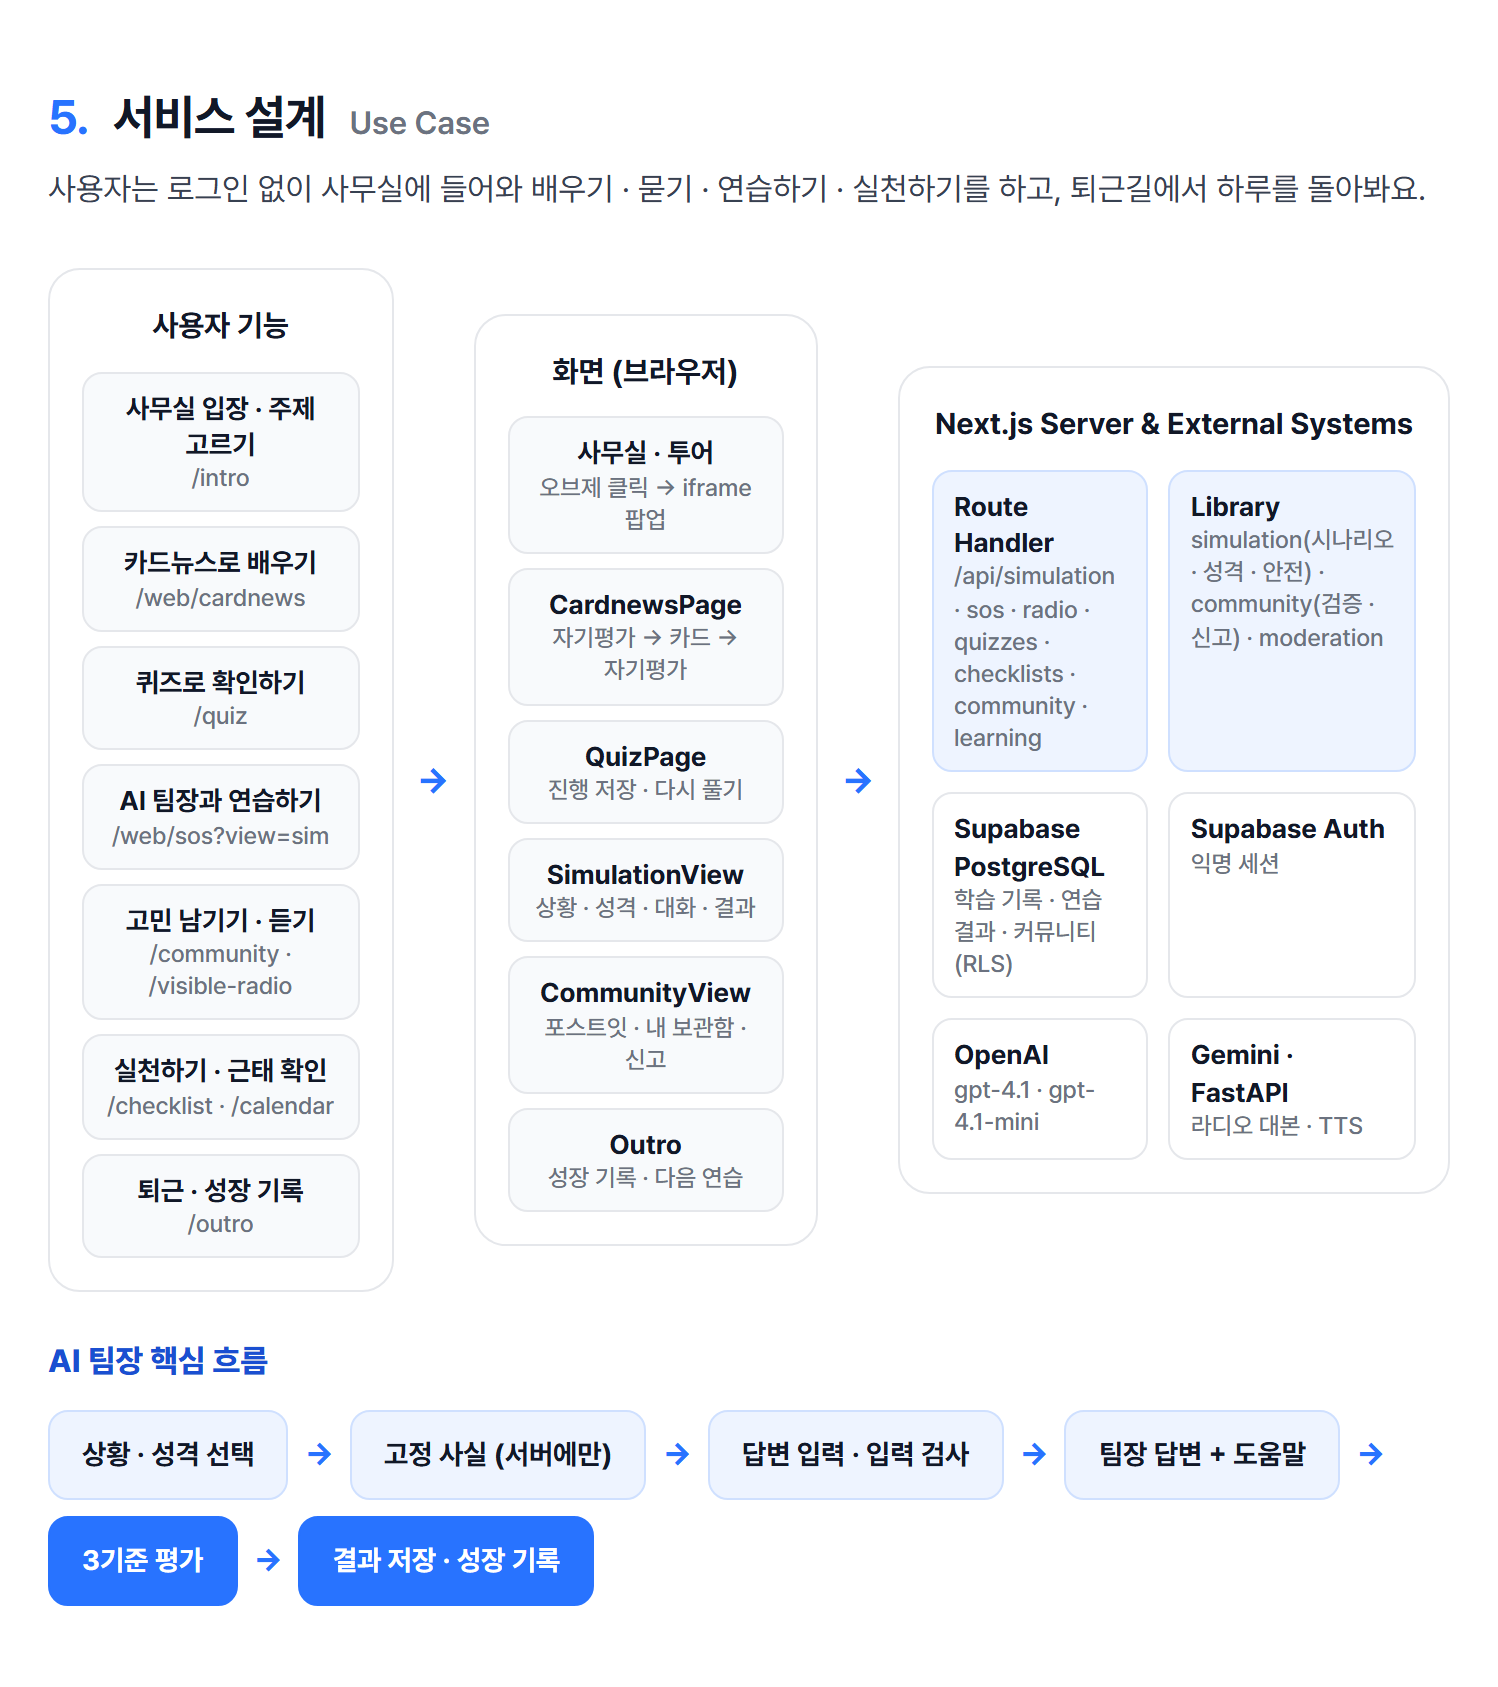 5. 서비스 설계 Use Case
사용자는 로그인 없이 사무실에 들어와 배우기 · 묻기 · 연습하기 · 실천하기를 하고, 퇴근길에서 하루를 돌아봐요.
사용자 기능
사무실 입장 · 주제
고르기
/intro
카드뉴스로 배우기
/web/cardnews
퀴즈로 확인하기
/quiz
AI 팀장과 연습하기
/web/sos?view=sim
고민 남기기 · 듣기
/community ·
/visible-radio
실천하기 · 근태 확인
/checklist · /calendar
퇴근 · 성장 기록
/outro
→
화면 (브라우저)
사무실 · 투어
오브제 클릭 → iframe
팝업
CardnewsPage
자기평가 → 카드 →
자기평가
QuizPage
진행 저장 · 다시 풀기
SimulationView
상황 · 성격 · 대화 · 결과
CommunityView
포스트잇 · 내 보관함 ·
신고
Outro
성장 기록 · 다음 연습
→
Next.js Server & External Systems
Route
Handler
/api/simulation
· sos · radio ·
quizzes ·
checklists ·
community ·
learning
Library
simulation(시나리오
· 성격 · 안전) ·
community(검증 ·
신고) · moderation
Supabase
PostgreSQL
학습 기록 · 연습
결과 · 커뮤니티
(RLS)
Supabase Auth
익명 세션
OpenAI
gpt-4.1 · gpt-
4.1-mini
Gemini ·
FastAPI
라디오 대본 · TTS
AI 팀장 핵심 흐름
상황 · 성격 선택 → 고정 사실 (서버에만) → 답변 입력 · 입력 검사 → 팀장 답변 + 도움말 →
3기준 평가 → 결과 저장 · 성장 기록